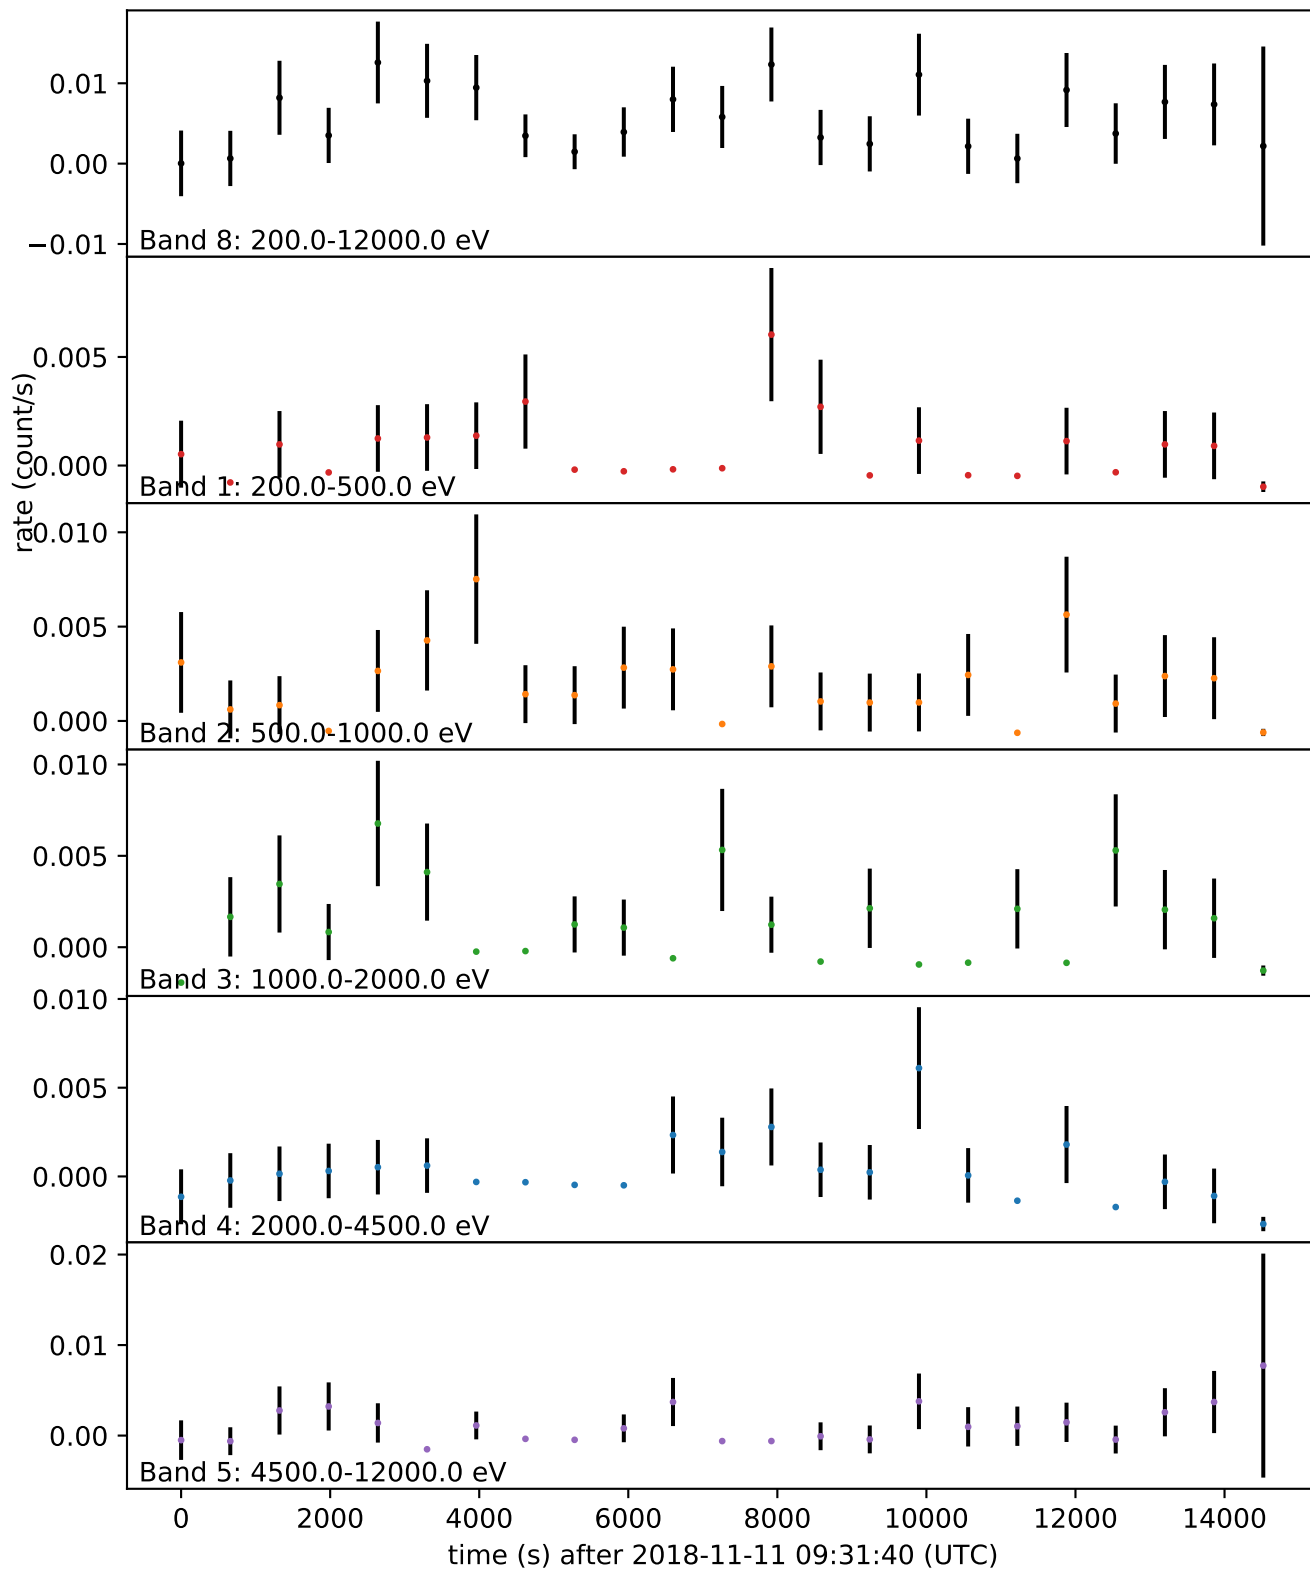 0.01
0.00
−0.01
Band 8: 200.0-12000.0 eV
0.005
0.000
Band 1: 200.0-500.0 eV
rate (count/s)
0.010
0.005
0.000
Band 2: 500.0-1000.0 eV
0.010
0.005
0.000
Band 3: 1000.0-2000.0 eV
0.010
0.005
0.000
Band 4: 2000.0-4500.0 eV
0.02
0.01
0.00
Band 5: 4500.0-12000.0 eV
0 2000 4000 6000 8000 10000 12000 14000
time (s) after 2018-11-11 09:31:40 (UTC)